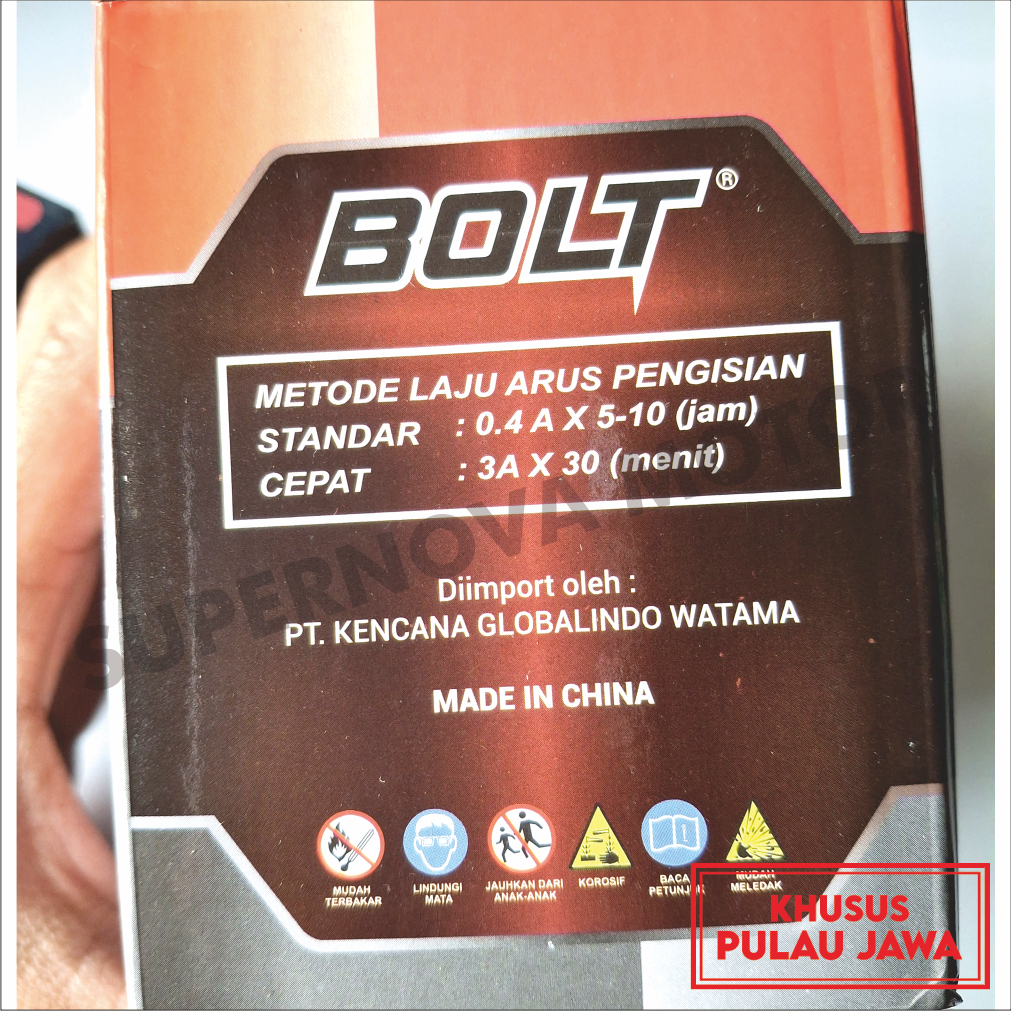 BOLT®
METODE LAJU ARUS PENGISIAN
STANDAR : 0.4 A X 5-10 (jam)
CEPAT : 3A X 30 (menit)
SUPERNOVA MOTOR
Diimport oleh :
PT. KENCANA GLOBALINDO WATAMA
MADE IN CHINA
MUDAH TERBAKAR
LINDUNGI MATA
JAUHKAN DARI ANAK-ANAK
KOROSIF
BACA PETUNJUK
MUDAH MELEDAK
KHUSUS
PULAU JAWA